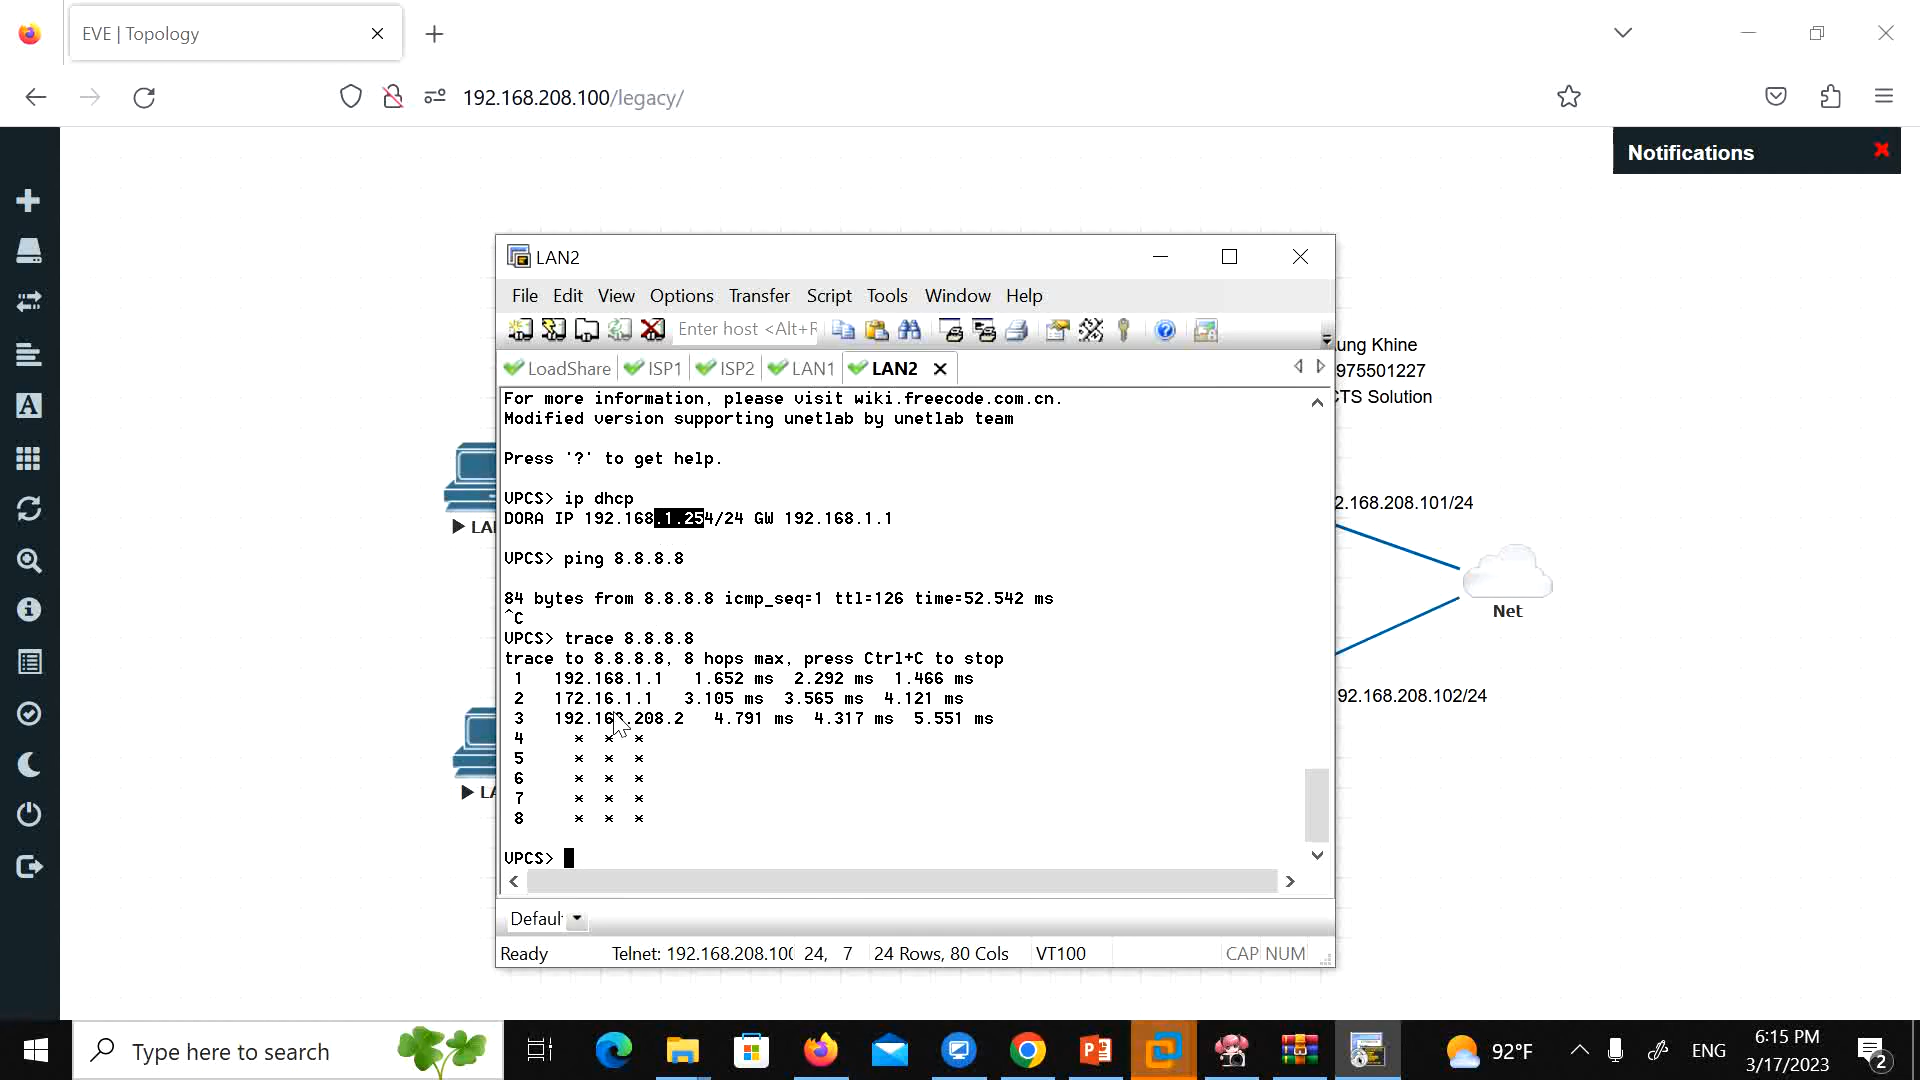 EVE | Topology
192.168.208.100/legacy/
Notifications
LAN2
File Edit View Options Transfer Script Tools Window Help
Enter host <Alt+R
LoadShare ISP1 ISP2 LAN1 LAN2
ung Khine
975501227
CTS Solution
For more information, please visit wiki.freecode.com.cn.
Modified version supporting unetlab by unetlab team
Press '?' to get help.
VPCS> ip dhcp
DORA IP 192.168.1.254/24 GW 192.168.1.1
2.168.208.101/24
LAN
VPCS> ping 8.8.8.8
84 bytes from 8.8.8.8 icmp_seq=1 ttl=126 time=52.542 ms
^C
Net
VPCS> trace 8.8.8.8
trace to 8.8.8.8, 8 hops max, press Ctrl+C to stop
1 192.168.1.1 1.652 ms 2.292 ms 1.466 ms
2 172.16.1.1 3.105 ms 3.565 ms 4.121 ms
92.168.208.102/24
3 192.168.208.2 4.791 ms 4.317 ms 5.551 ms
4 * * *
5 * * *
6 * * *
7 * * *
8 * * *
LA
VPCS>
Defaul
Ready Telnet: 192.168.208.100 24, 7 24 Rows, 80 Cols VT100 CAP NUM
Type here to search
92°F
ENG
6:15 PM
3/17/2023
2